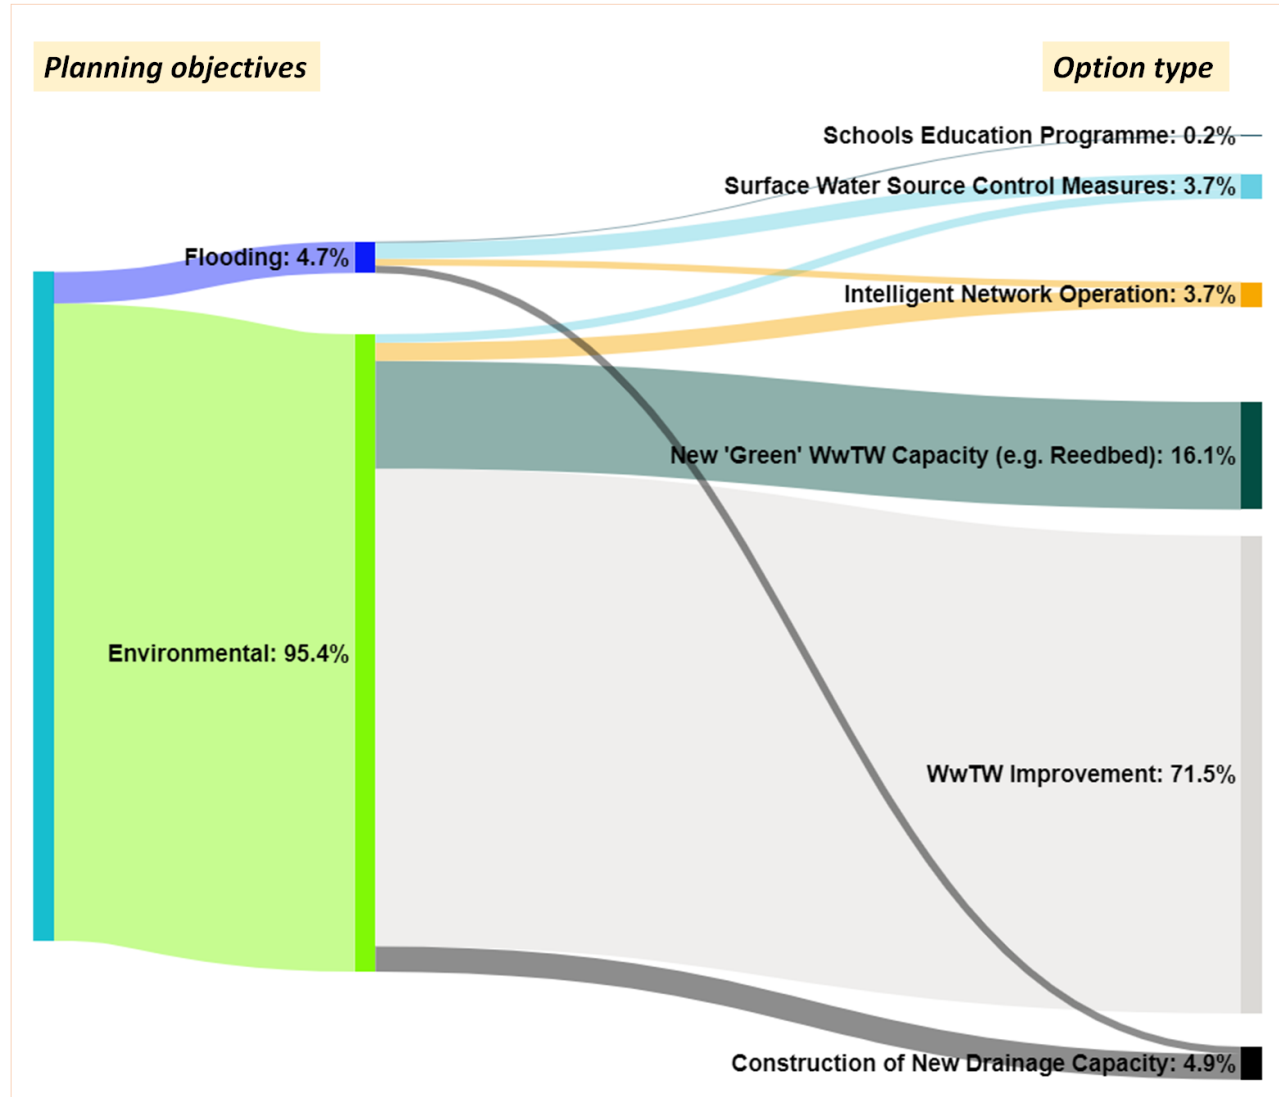 Planning objectives
Option type
Schools Education Programme: 0.2%
Surface Water Source Control Measures: 3.7%
Flooding: 4.7%
Intelligent Network Operation: 3.7%
New 'Green' WwTW Capacity (e.g. Reedbed): 16.1%
Environmental: 95.4%
WwTW Improvement: 71.5%
Construction of New Drainage Capacity: 4.9%